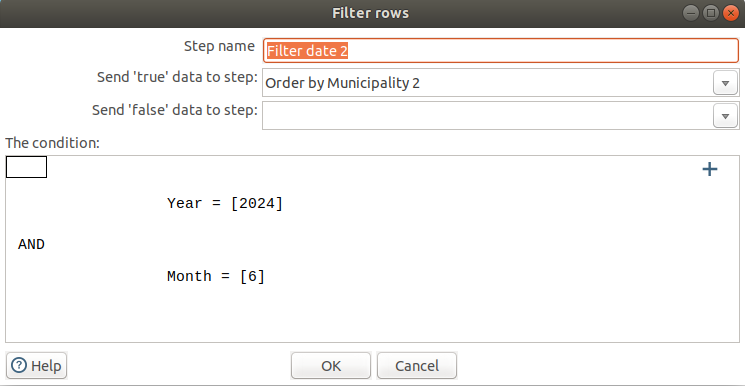 Filter rows
Step name Filter date 2
Send 'true' data to step: Order by Municipality 2
Send 'false' data to step:
The condition:
Year = [2024]
AND
Month = [6]
Help OK Cancel